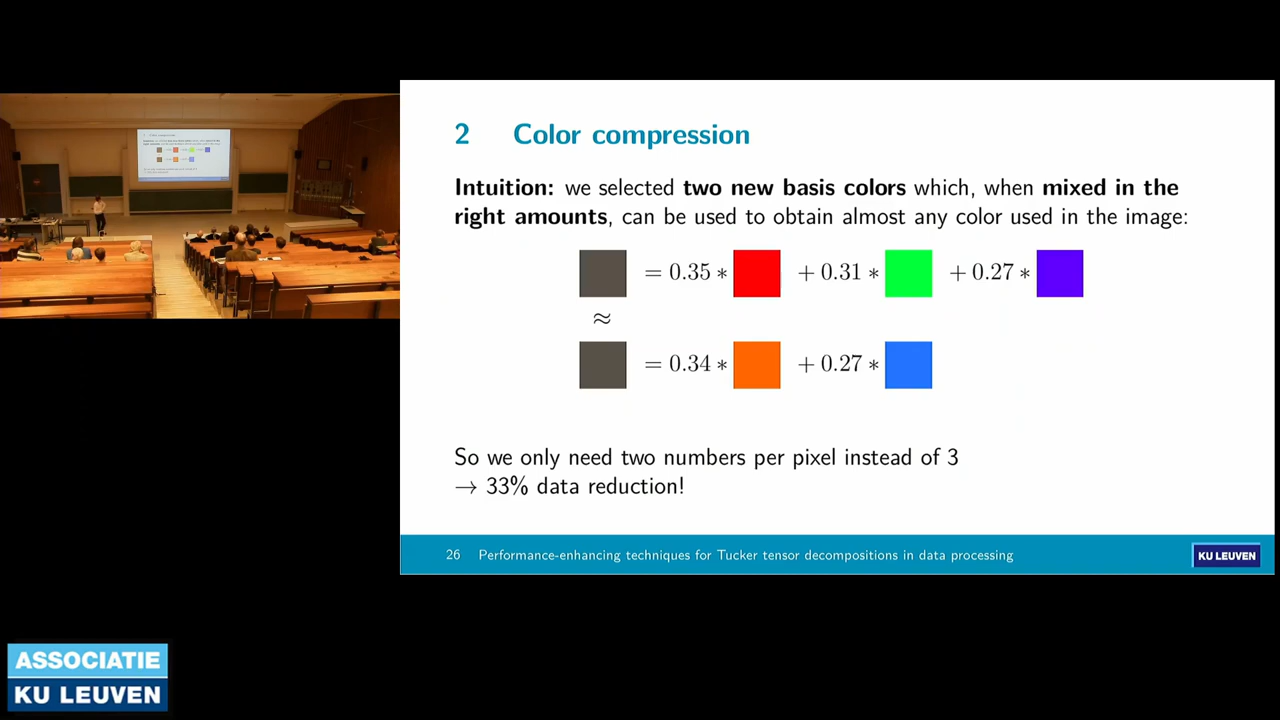 2 Color compression
Intuition: we selected two new basis colors which, when mixed in the
right amounts, can be used to obtain almost any color used in the image:
= 0.35 ∗ + 0.31 ∗ + 0.27 ∗
≈
= 0.34 ∗ + 0.27 ∗
So we only need two numbers per pixel instead of 3
→ 33% data reduction!
26 Performance-enhancing techniques for Tucker tensor decompositions in data processing
KU LEUVEN
ASSOCIATIE
KU LEUVEN